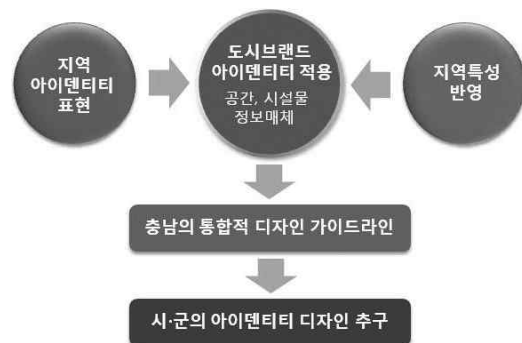 지역
아이덴티티
표현
도시브랜드
아이덴티티 적용
공간, 시설물
정보매체
지역특성
반영
충남의 통합적 디자인 가이드라인
시·군의 아이덴티티 디자인 추구